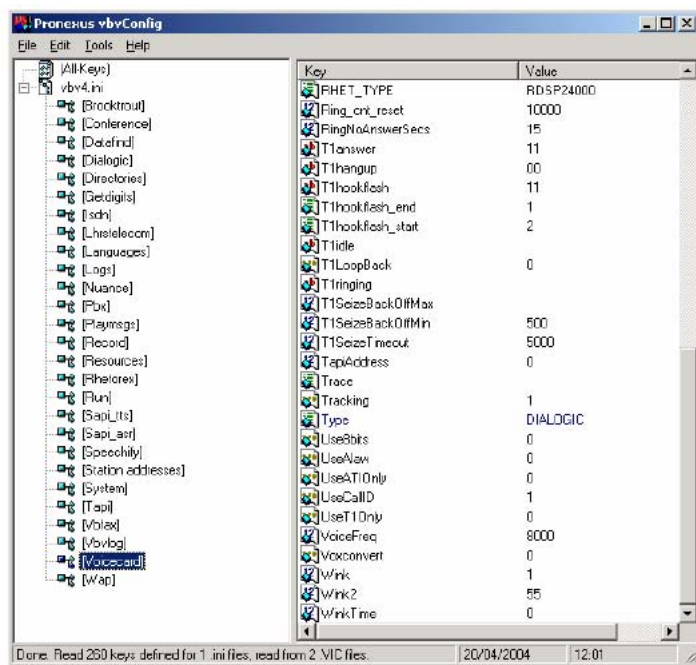 Pronexus vbvConfig
File Edit Tools Help
(All Keys)
vbv4.ini
[Brooktrout]
[Conference]
[Datafind]
[Dialogic]
[Directories]
[Getdigits]
[Isdn]
[Lhrstelecom]
[Languages]
[Logs]
[Nuance]
[Pbx]
[Playmsgs]
[Record]
[Resources]
[Rhetorex]
[Run]
[Sapi_tts]
[Sapi_asr]
[Speechify]
[Station addresses]
[System]
[Tapi]
[Vbfax]
[Vbvlog]
[Voicecard]
[Wap]
Key Value
RHET_TYPE RDSP24000
Ring_cnt_reset 10000
RingNoAnswerSecs 15
T1answer 11
T1hangup 00
T1hookflash 11
T1hookflash_end 1
T1hookflash_start 2
T1idle
T1LoopBack 0
T1ringing
T1SeizeBackOffMax
T1SeizeBackOffMin 500
T1SeizeTimeout 5000
TapiAddress 0
Trace
Tracking 1
Type DIALOGIC
Use8bits 0
UseAlaw 0
UseATIOnly 0
UseCallID 1
UseT1Only 0
VoiceFreq 8000
Voxconvert 0
Wink 1
Wink2 55
WinkTime 0
Done. Read 260 keys defined for 1 .ini files, read from 2 .VIC files. 20/04/2004 12:01